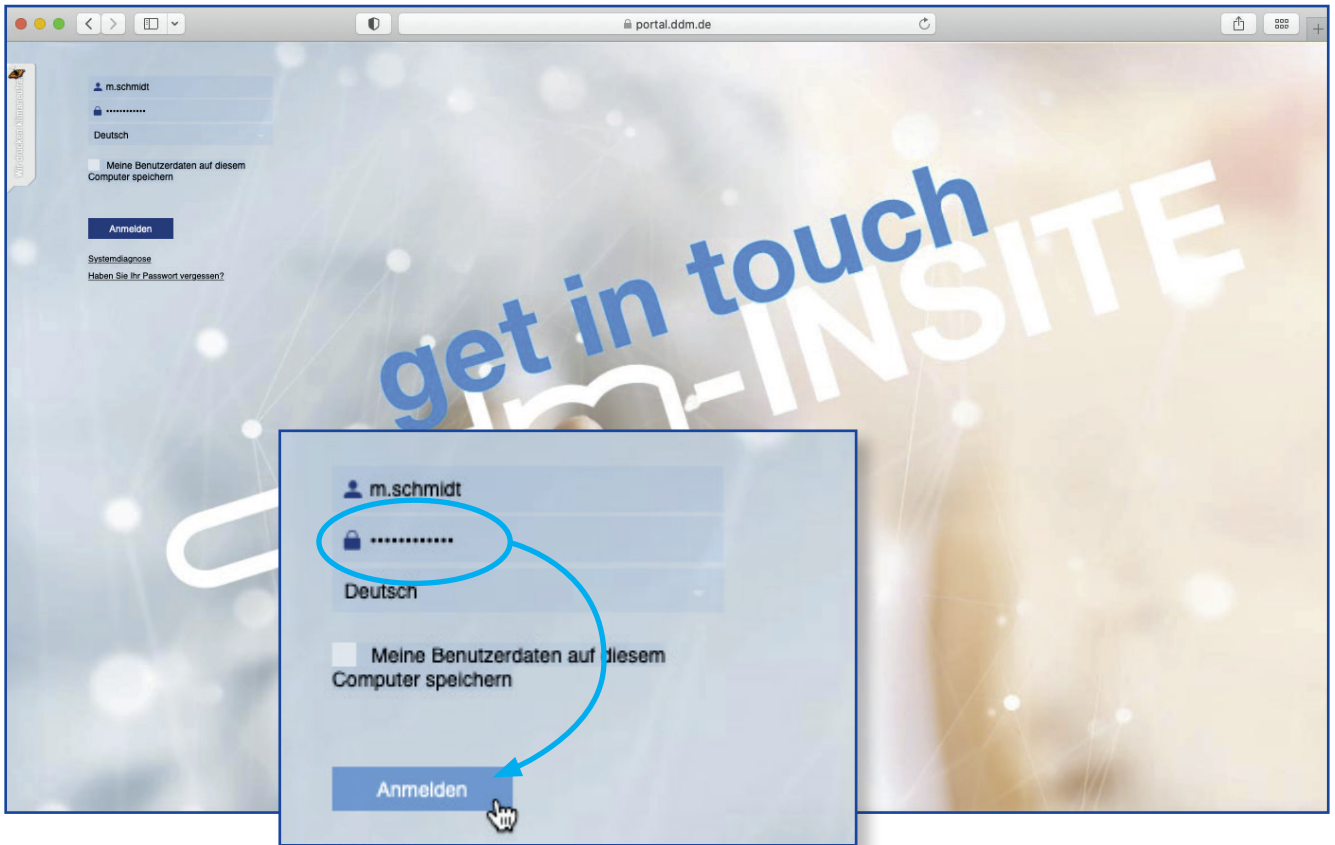 portal.ddm.de
m.schmidt
••••••••••••
Deutsch
Meine Benutzerdaten auf diesem
Computer speichern
Anmelden
Systemdiagnose
Haben Sie Ihr Passwort vergessen?
get in touch
m-INSITE
m.schmidt
••••••••••••
Deutsch
Meine Benutzerdaten auf diesem
Computer speichern
Anmelden